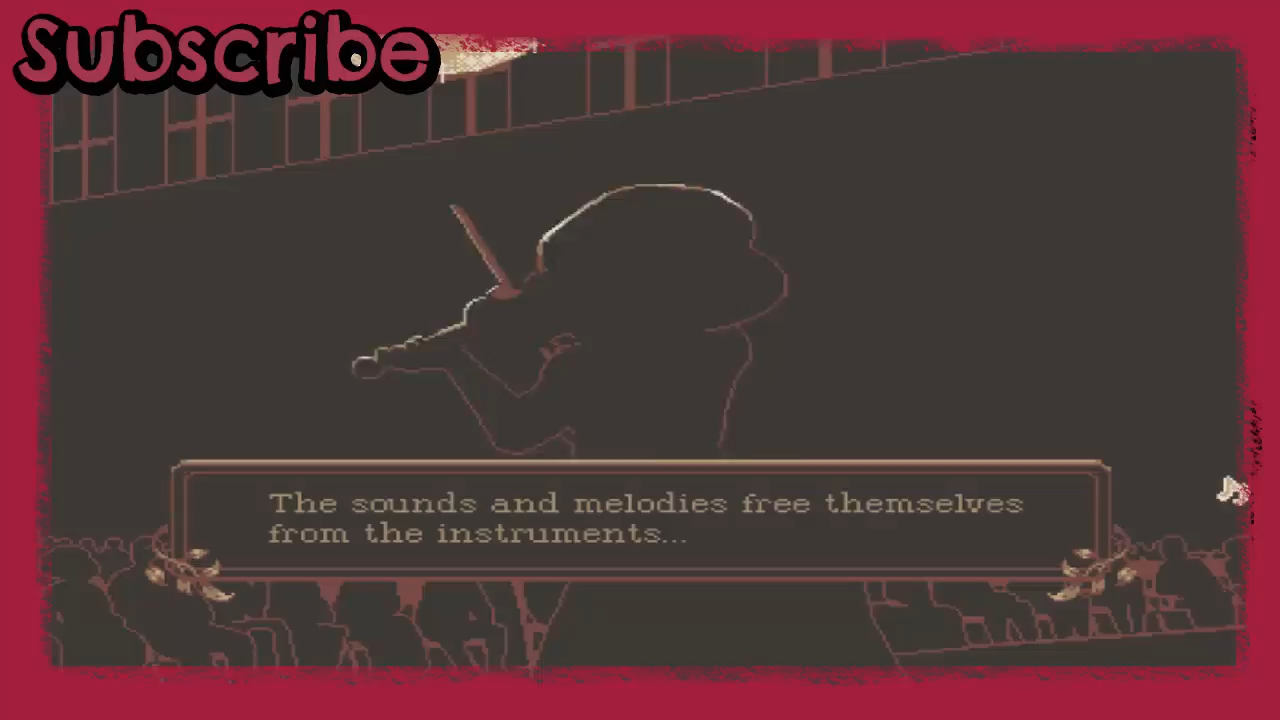 Subscribe
The sounds and melodies free themselves
from the instruments...